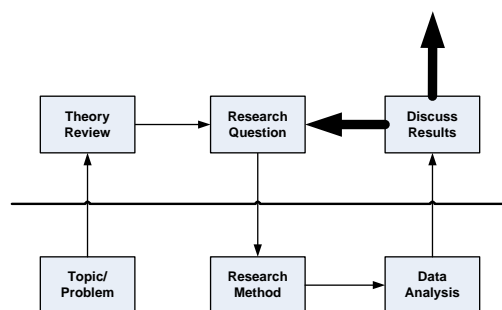 Theory
Review
Research
Question
Discuss
Results
Topic/
Problem
Research
Method
Data
Analysis